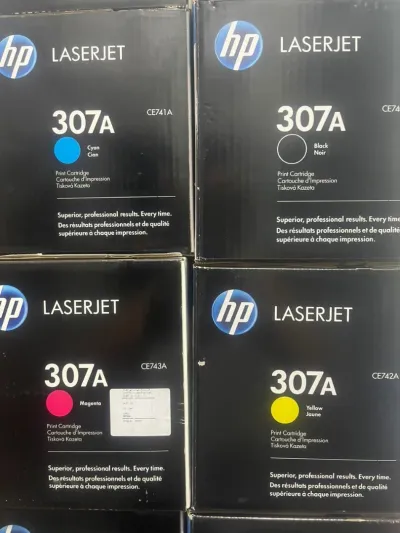 hp LASERJET
CE741A
307A
Cyan
Cian
Print Cartridge
Cartouche d'Impression
Tisková Kazeta
Superior, professional results. Every time.
Des résultats professionnels et de qualité
supérieure à chaque impression.
hp LASERJET
307A
Black
Noir
Print Cartridge
Cartouche d'Impression
Tisková Kazeta
Superior, professional results. Every time.
Des résultats professionnels et de qualité
supérieure à chaque impression.
hp LASERJET
CE743A
307A
Magenta
Print Cartridge
Cartouche d'Impression
Tisková Kazeta
Superior, professional results. Every time.
Des résultats professionnels et de qualité
supérieure à chaque impression.
hp LASERJET
CE742A
307A
Yellow
Jaune
Print Cartridge
Cartouche d'Impression
Tisková Kazeta
Superior, professional results. Every time.
Des résultats professionnels et de qualité
supérieure à chaque impression.